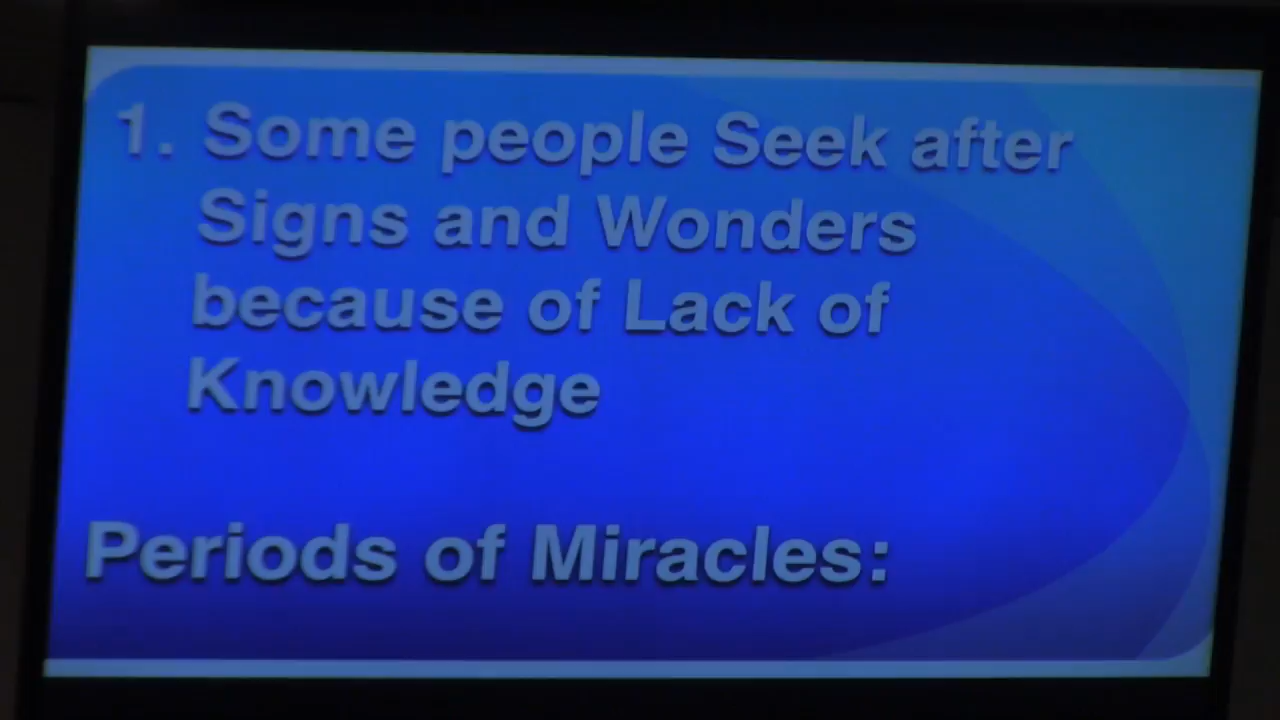 1. Some people Seek after
Signs and Wonders
because of Lack of
Knowledge
Periods of Miracles: